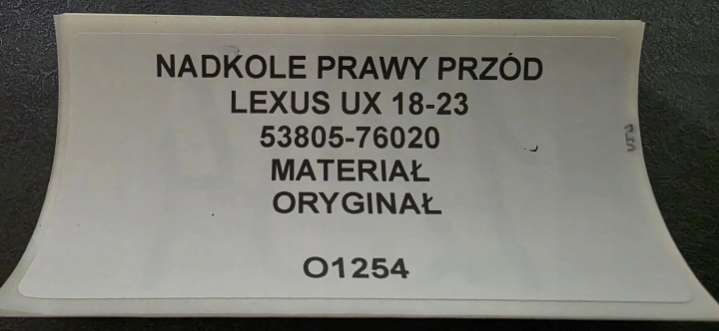 NADKOLE PRAWY PRZÓD
LEXUS UX 18-23
53805-76020
MATERIAŁ
ORYGINAŁ
O1254